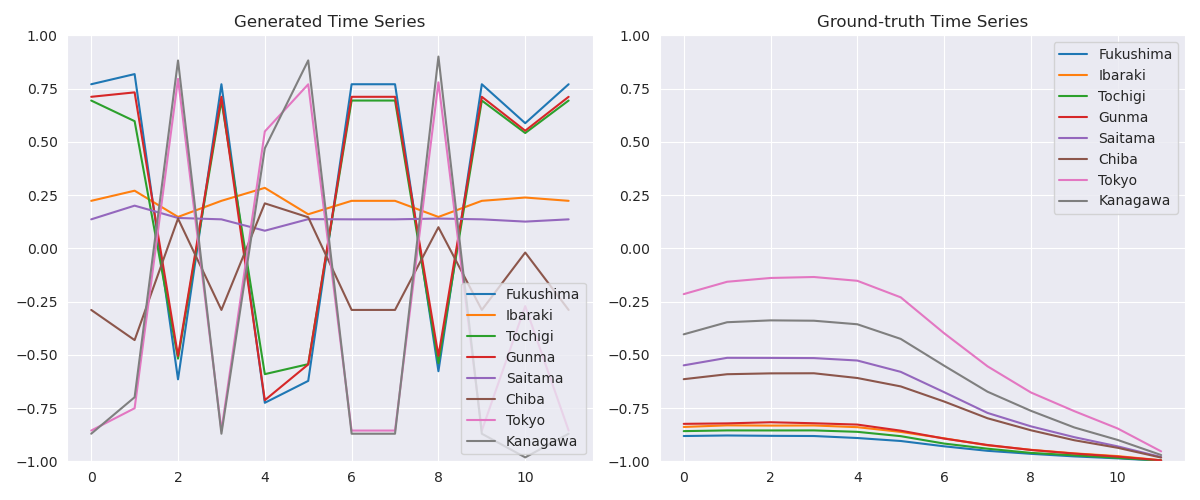 Generated Time Series
1.00
0.75
0.50
0.25
0.00
−0.25
−0.50
−0.75
−1.00
0 2 4 6 8 10
Fukushima
Ibaraki
Tochigi
Gunma
Saitama
Chiba
Tokyo
Kanagawa
Ground-truth Time Series
1.00
0.75
0.50
0.25
0.00
−0.25
−0.50
−0.75
−1.00
0 2 4 6 8 10
Fukushima
Ibaraki
Tochigi
Gunma
Saitama
Chiba
Tokyo
Kanagawa